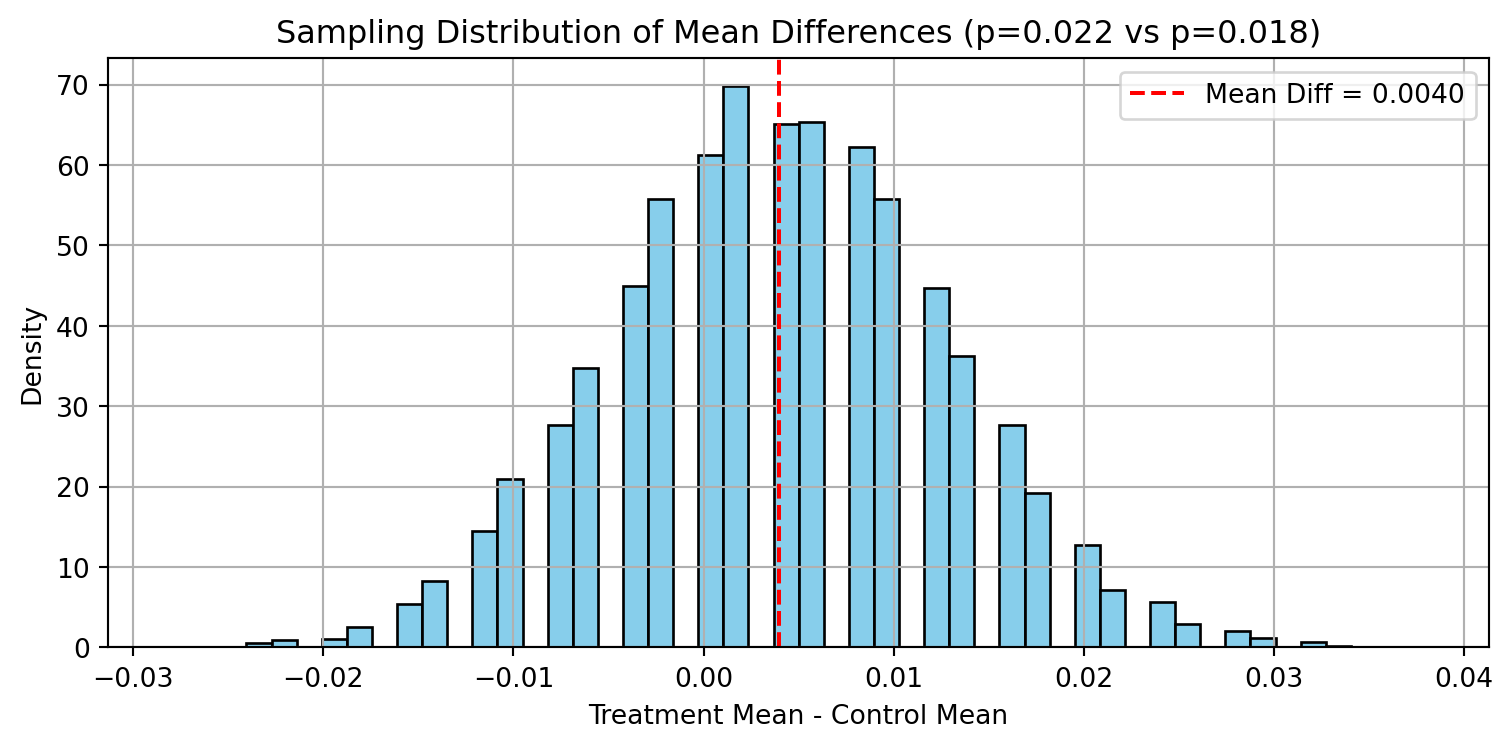 Sampling Distribution of Mean Differences (p=0.022 vs p=0.018)
Mean Diff = 0.0040
70
60
50
40
30
20
10
0
Density
−0.03 −0.02 −0.01 0.00 0.01 0.02 0.03 0.04
Treatment Mean - Control Mean